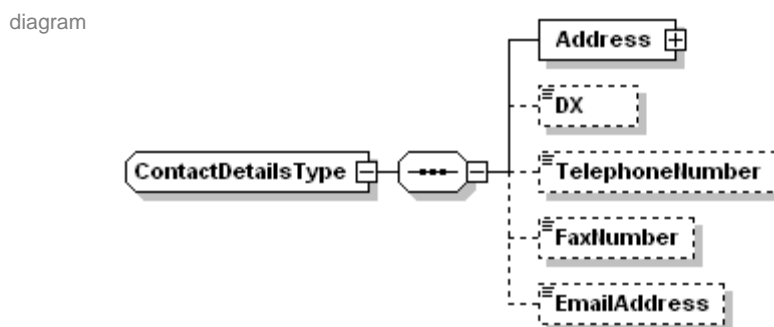 diagram
Address
DX
ContactDetailsType
TelephoneNumber
FaxNumber
EmailAddress